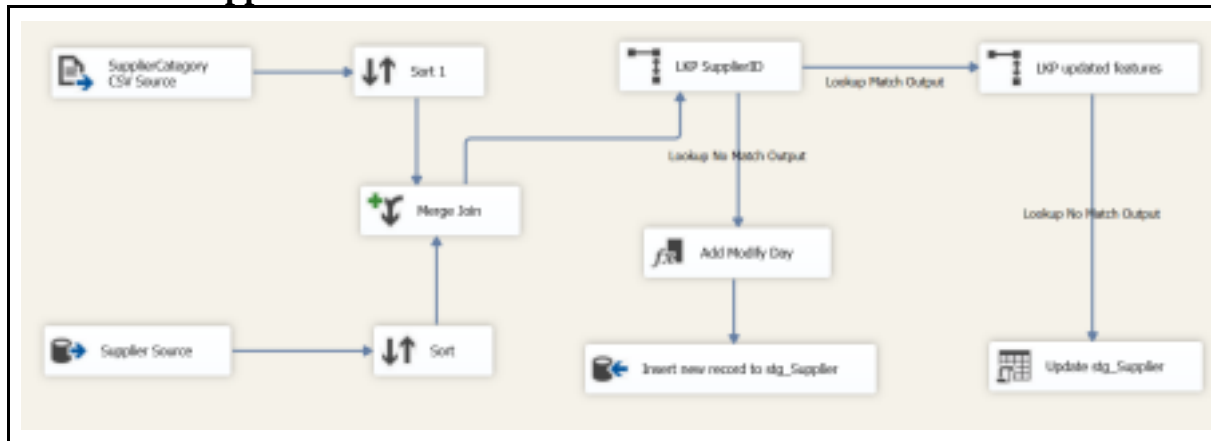 SupplierCategory
CSV Source
Sort 1
LKP SupplierID
Lookup Match Output
LKP updated features
Lookup No Match Output
Merge Join
Lookup No Match Output
Add Modify Day
Supplier Source
Sort
Insert new record to stg_Supplier
Update stg_Supplier